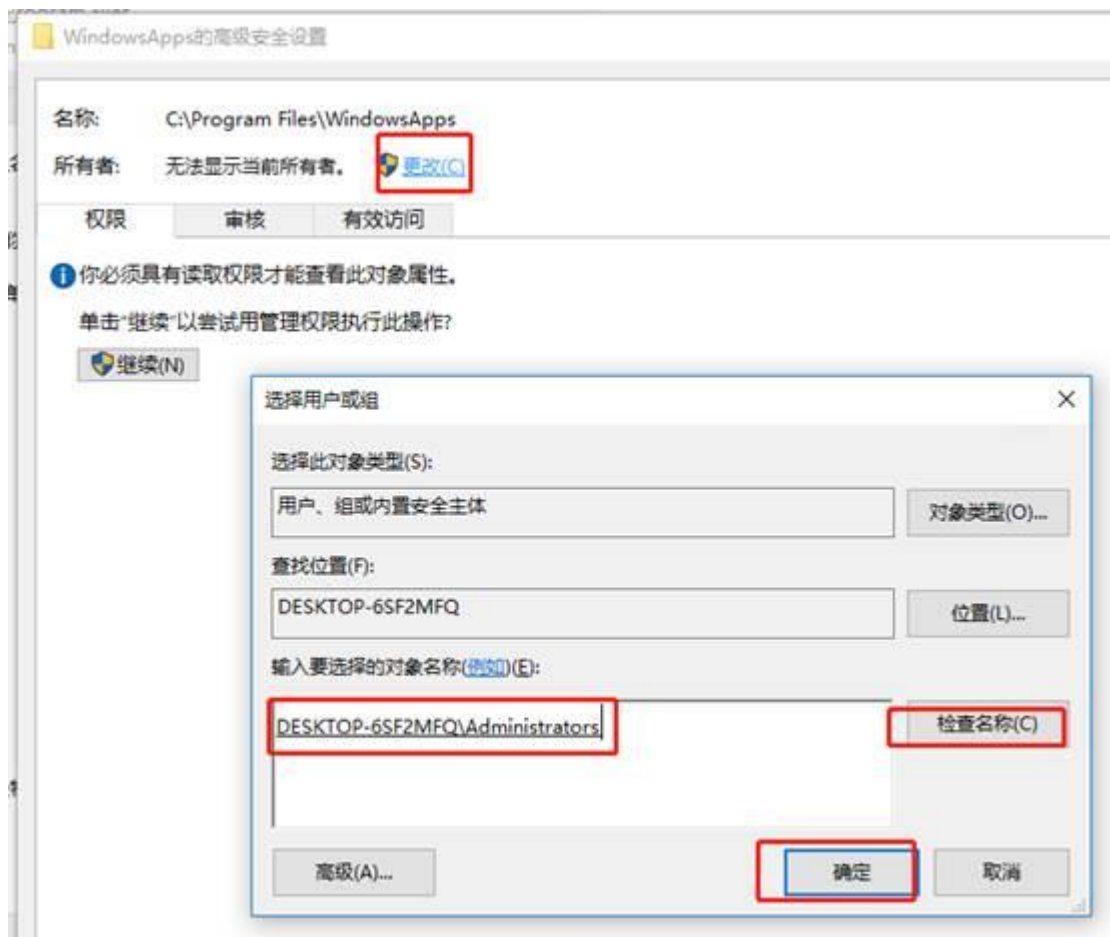 WindowsApps的高级安全设置
名称: C:\Program Files\WindowsApps
所有者: 无法显示当前所有者。 更改(C)
权限 审核 有效访问
你必须具有读取权限才能查看此对象属性。
单击“继续”以尝试用管理权限执行此操作?
继续(N)
选择用户或组
选择此对象类型(S):
用户、组或内置安全主体 对象类型(O)...
查找位置(F):
DESKTOP-6SF2MFQ 位置(L)...
输入要选择的对象名称(例如)(E):
DESKTOP-6SF2MFQ\Administrators 检查名称(C)
高级(A)... 确定 取消